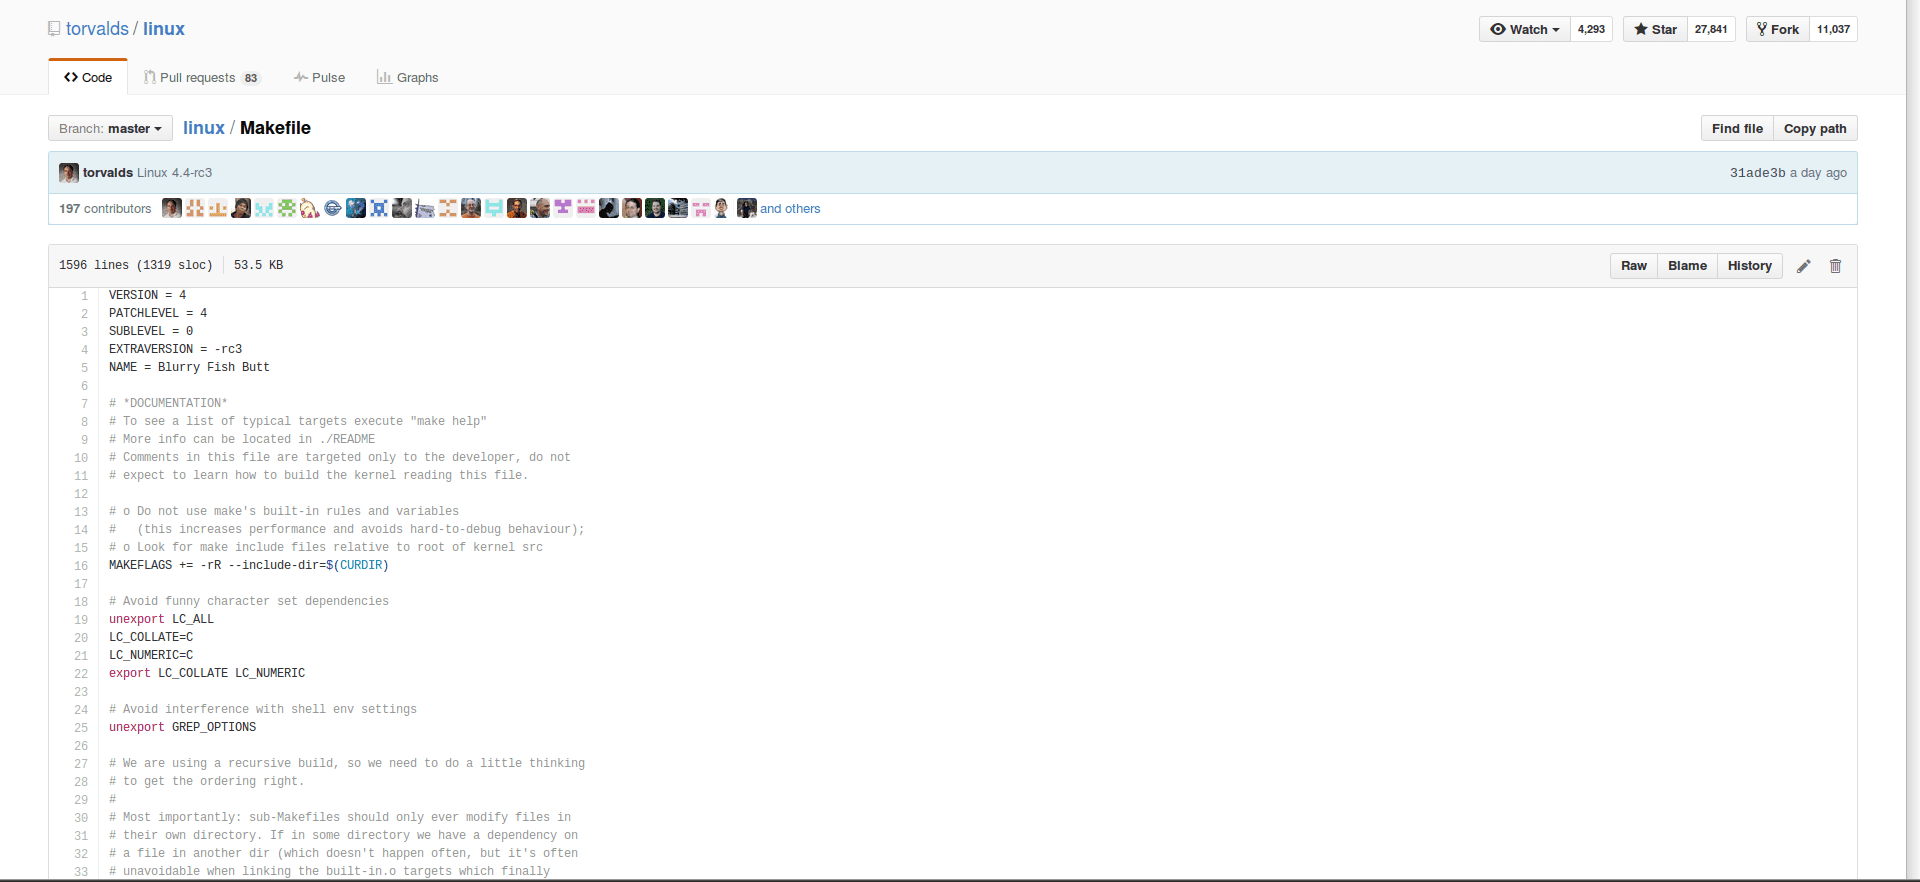 torvalds / linux
Watch 4,293 Star 27,841 Fork 11,037
Code Pull requests 83 Pulse Graphs
Branch: master linux / Makefile Find file Copy path
torvalds Linux 4.4-rc3 31ade3b a day ago
197 contributors and others
1596 lines (1319 sloc) 53.5 KB Raw Blame History
1 VERSION = 4
2 PATCHLEVEL = 4
3 SUBLEVEL = 0
4 EXTRAVERSION = -rc3
5 NAME = Blurry Fish Butt
6
7 # *DOCUMENTATION*
8 # To see a list of typical targets execute "make help"
9 # More info can be located in ./README
10 # Comments in this file are targeted only to the developer, do not
11 # expect to learn how to build the kernel reading this file.
12
13 # o Do not use make's built-in rules and variables
14 #   (this increases performance and avoids hard-to-debug behaviour);
15 # o Look for make include files relative to root of kernel src
16 MAKEFLAGS += -rR --include-dir=$(CURDIR)
17
18 # Avoid funny character set dependencies
19 unexport LC_ALL
20 LC_COLLATE=C
21 LC_NUMERIC=C
22 export LC_COLLATE LC_NUMERIC
23
24 # Avoid interference with shell env settings
25 unexport GREP_OPTIONS
26
27 # We are using a recursive build, so we need to do a little thinking
28 # to get the ordering right.
29 #
30 # Most importantly: sub-Makefiles should only ever modify files in
31 # their own directory. If in some directory we have a dependency on
32 # a file in another dir (which doesn't happen often, but it's often
33 # unavoidable when linking the built-in.o targets which finally